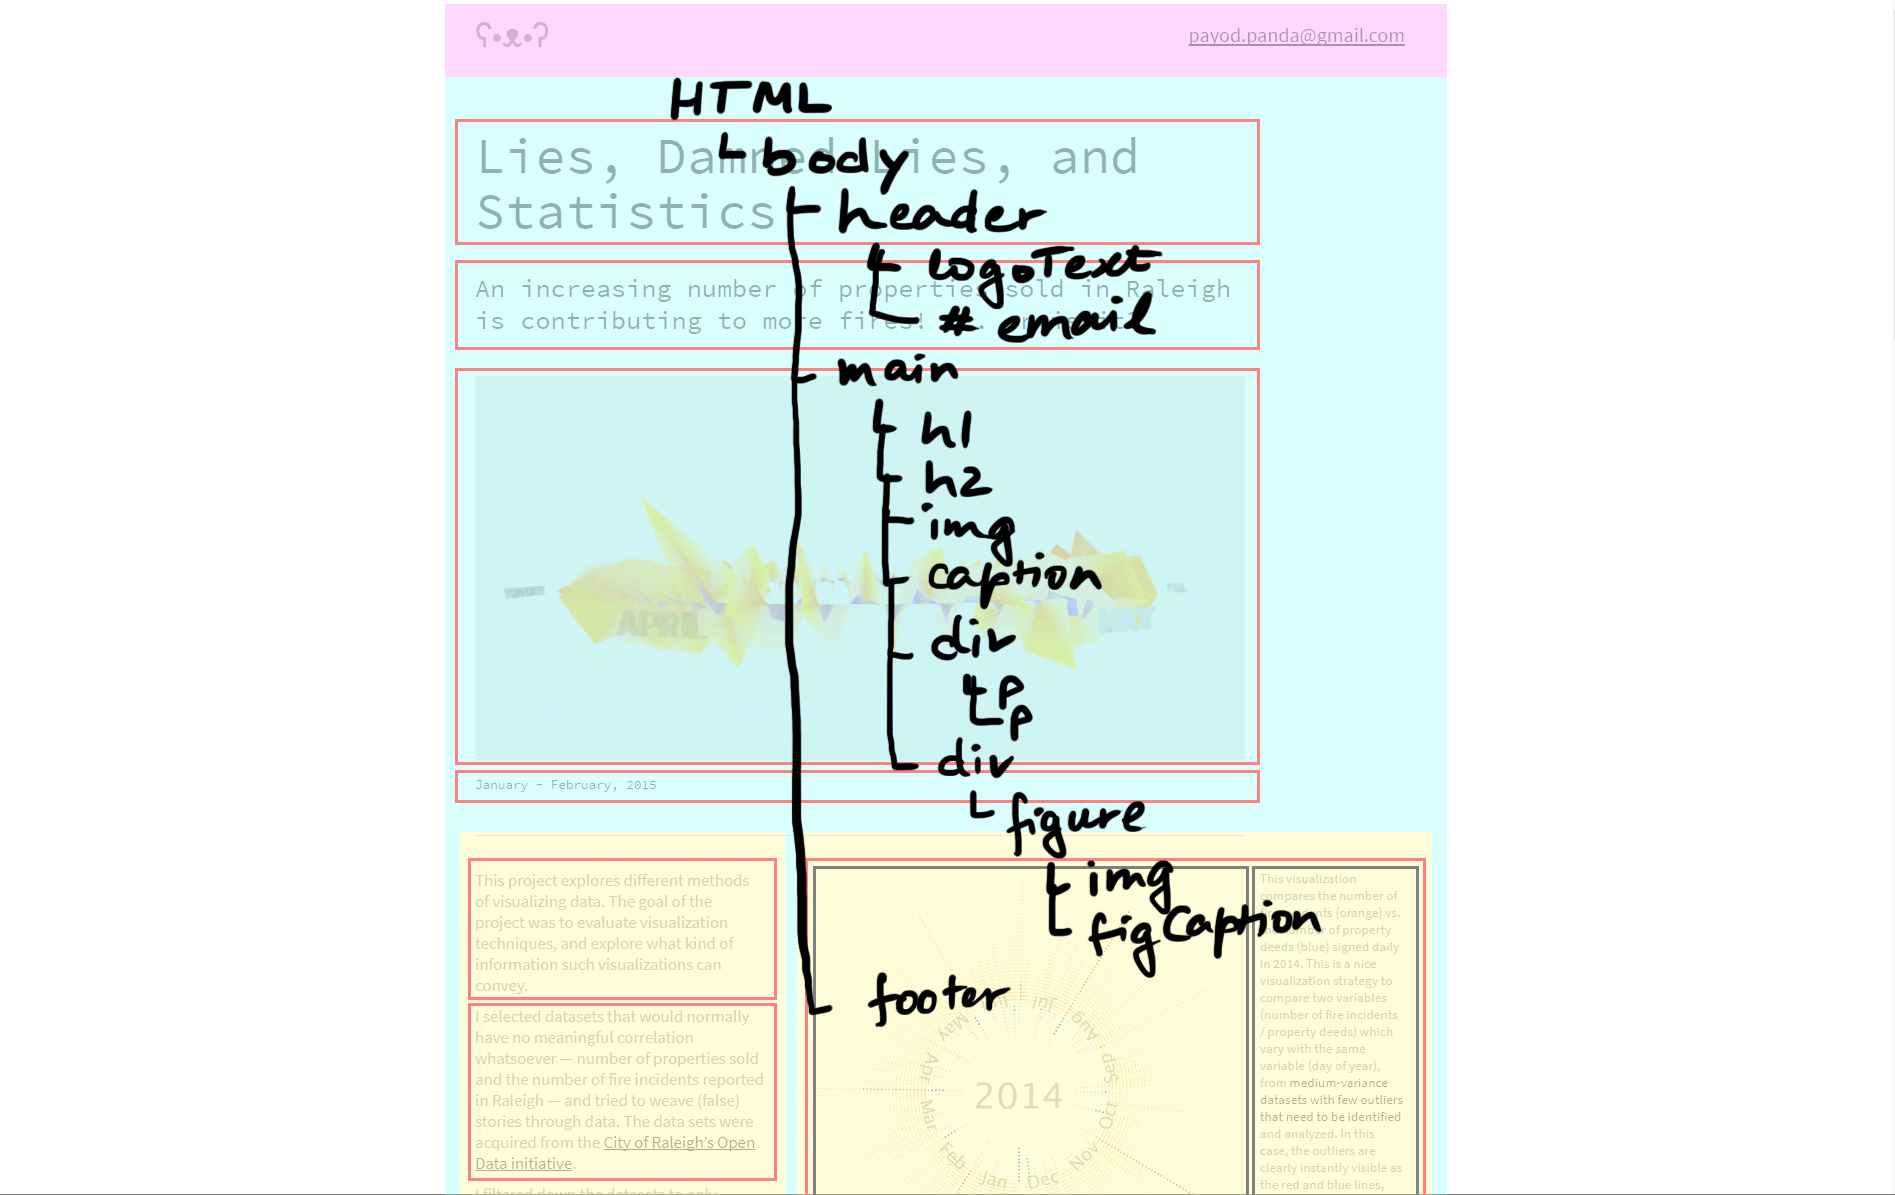 ʕ•ᴥ•ʔ
payod.panda@gmail.com
HTML
body
header
logoText
# email
main
h1
h2
img
caption
div
p
p
div
figure
img
figCaption
footer
Lies, Damned Lies, and
Statistics
An increasing number of properties sold in Raleigh
is contributing to more fires!
APRIL
MAY
January – February, 2015
This project explores different methods
of visualizing data. The goal of the
project was to evaluate visualization
techniques, and explore what kind of
information such visualizations can
convey.
I selected datasets that would normally
have no meaningful correlation
whatsoever — number of properties sold
and the number of fire incidents reported
in Raleigh — and tried to weave (false)
stories through data. The data sets were
acquired from the City of Raleigh's Open
Data initiative.
I filtered down the datasets to only
2014
Jan
Feb
Mar
Apr
May
Jul
Aug
Sep
Oct
Nov
Dec
This visualization
compares the number of
fire incidents (orange) vs.
the number of property
deeds (blue) signed daily
in 2014. This is a nice
visualization strategy to
compare two variables
(number of fire incidents
/ property deeds) which
vary with the same
variable (day of year),
from medium-variance
datasets with few outliers
that need to be identified
and analyzed. In this
case, the outliers are
clearly instantly visible as
the red and blue lines,